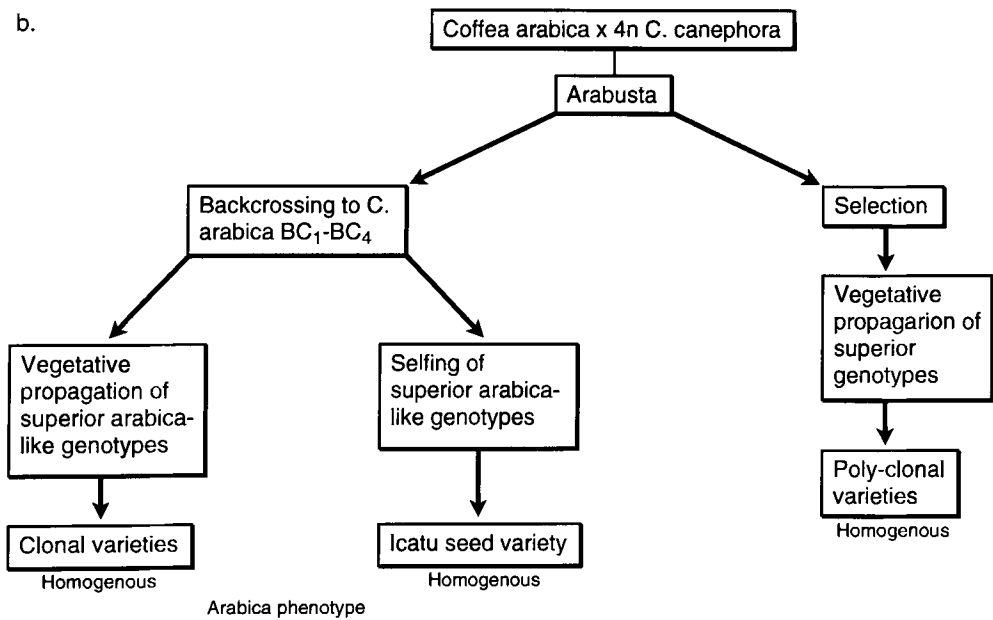 b.
Coffea arabica x 4n C. canephora
Arabusta
Backcrossing to C.
arabica BC₁-BC₄
Selection
Vegetative
propagation of
superior arabica-
like genotypes
Selfing of
superior arabica-
like genotypes
Vegetative
propagarion of
superior
genotypes
Clonal varieties
Homogenous
Icatu seed variety
Homogenous
Poly-clonal
varieties
Homogenous
Arabica phenotype